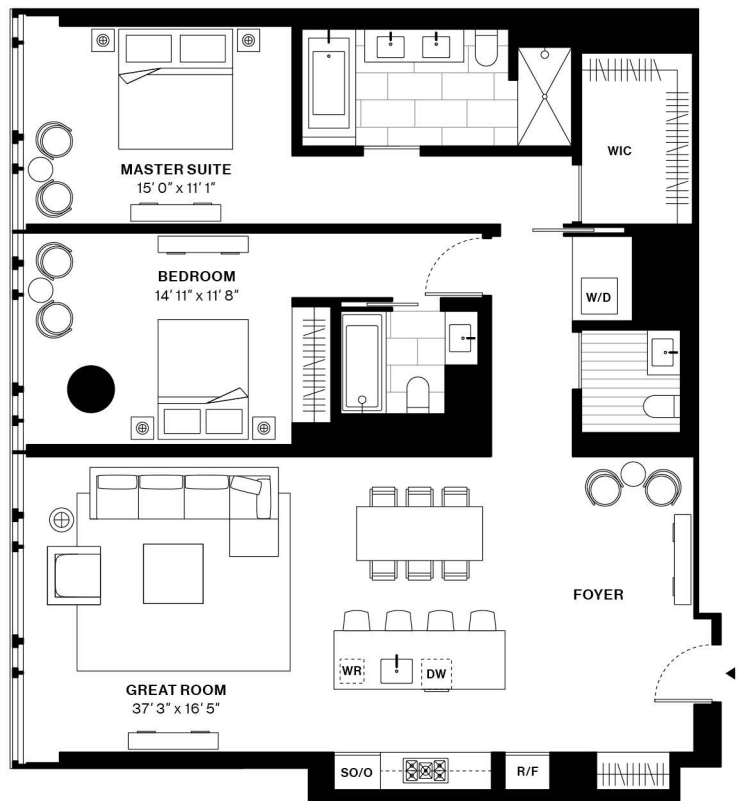 MASTER SUITE
15' 0" x 11' 1"
WIC
BEDROOM
14' 11" x 11' 8"
W/D
FOYER
WR
DW
GREAT ROOM
37' 3" x 16' 5"
SO/O
R/F